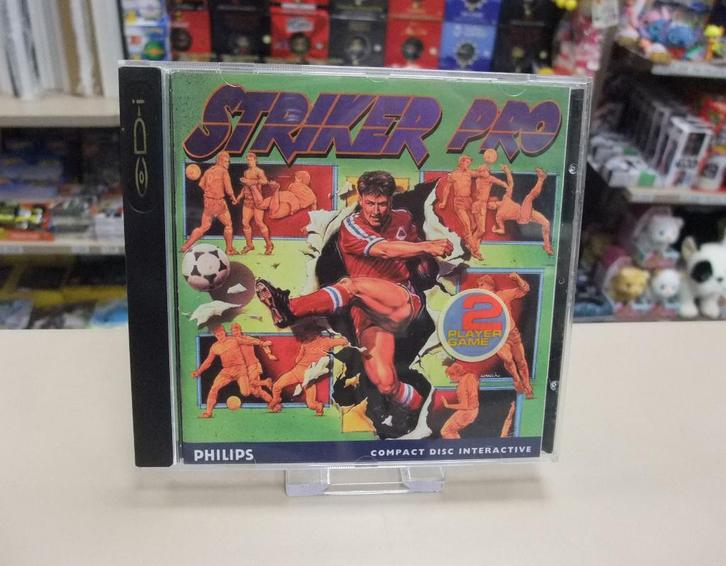 CD-i
STRIKER PRO
2
PLAYER
GAME
PHILIPS
COMPACT DISC INTERACTIVE